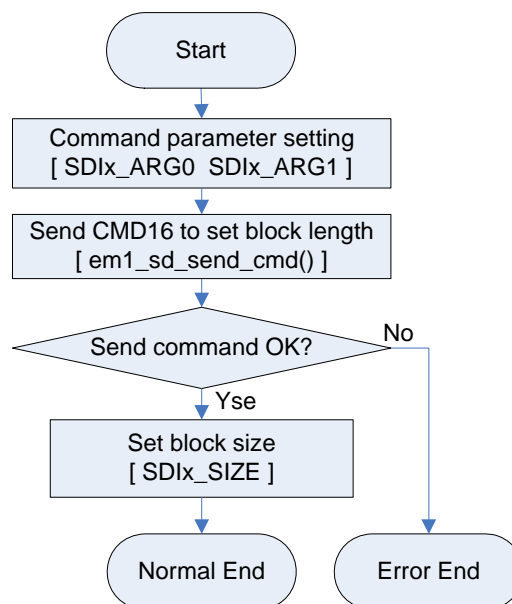 Start
Command parameter setting
[ SDIx_ARG0  SDIx_ARG1 ]
Send CMD16 to set block length
[ em1_sd_send_cmd() ]
Send command OK?
No
Yse
Set block size
[ SDIx_SIZE ]
Normal End
Error End